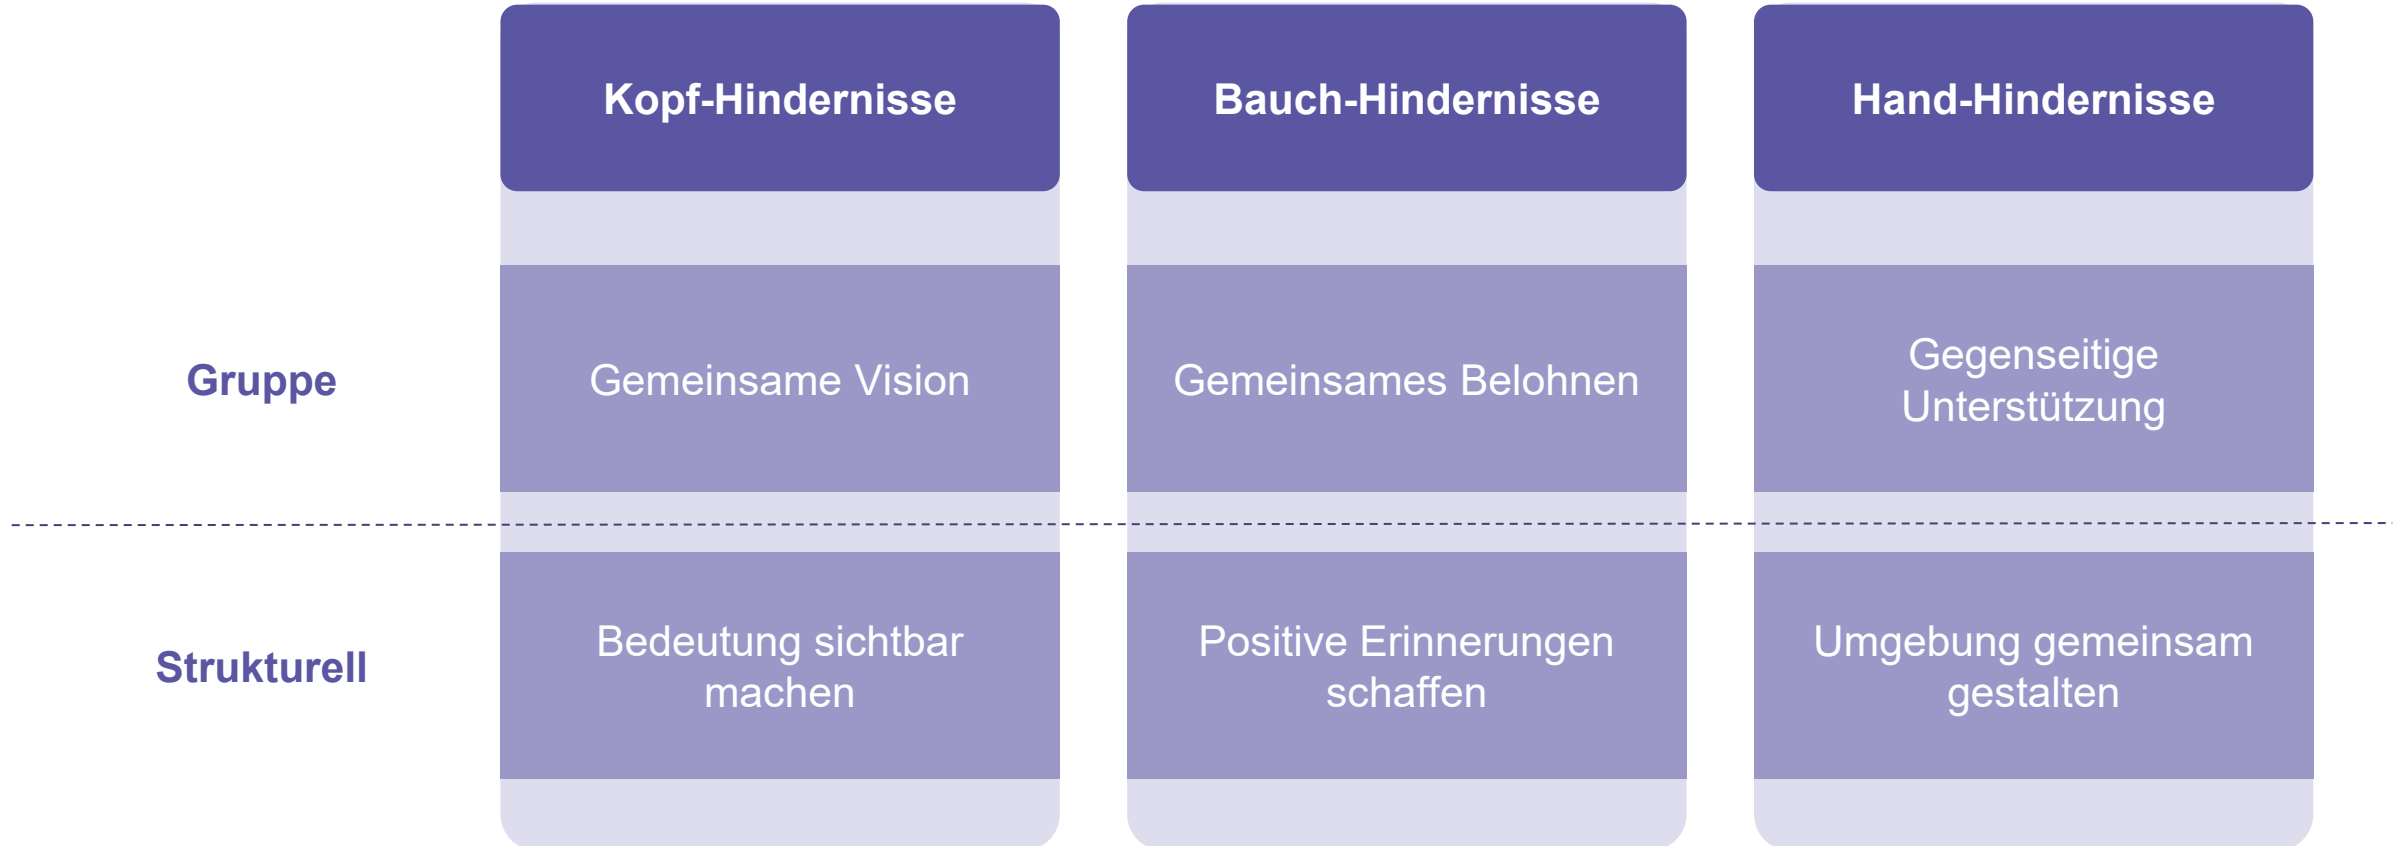 Kopf-Hindernisse
Bauch-Hindernisse
Hand-Hindernisse
Gruppe
Gemeinsame Vision
Gemeinsames Belohnen
Gegenseitige
Unterstützung
Strukturell
Bedeutung sichtbar
machen
Positive Erinnerungen
schaffen
Umgebung gemeinsam
gestalten